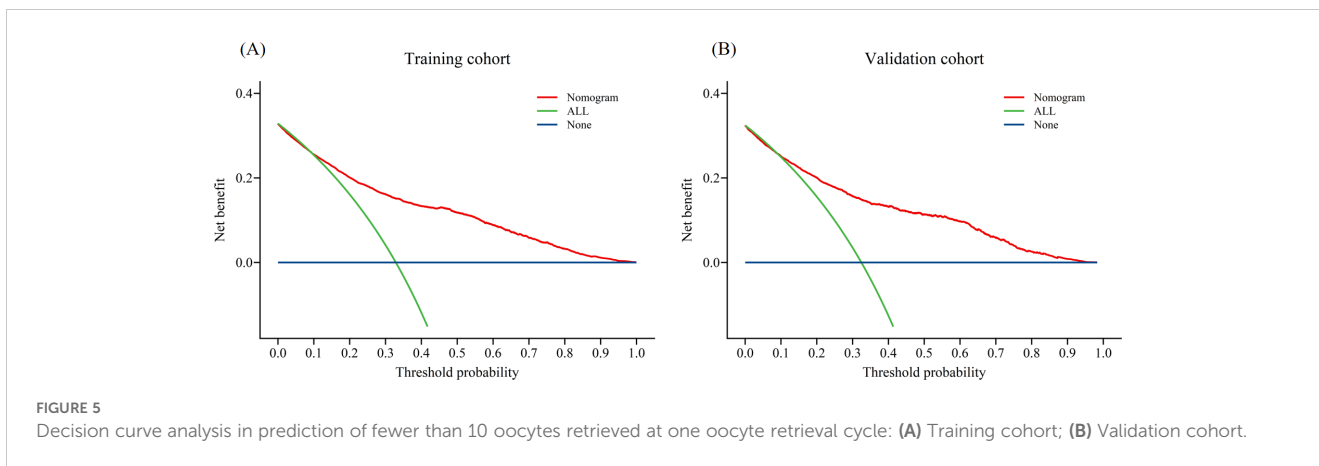 (A)
Training cohort
Nomogram
ALL
None
0.4
0.2
0.0
Net benefit
0.0 0.1 0.2 0.3 0.4 0.5 0.6 0.7 0.8 0.9 1.0
Threshold probability
(B)
Validation cohort
Nomogram
ALL
None
0.4
0.2
0.0
Net benefit
0.0 0.1 0.2 0.3 0.4 0.5 0.6 0.7 0.8 0.9 1.0
Threshold probability
FIGURE 5
Decision curve analysis in prediction of fewer than 10 oocytes retrieved at one oocyte retrieval cycle: (A) Training cohort; (B) Validation cohort.